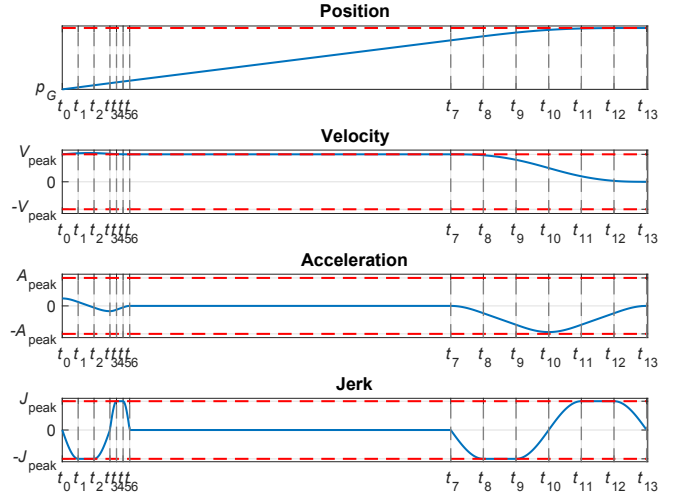 Position
p_G
t_0 t_1 t_2 t_3 t_4 t_5 t_6 t_7 t_8 t_9 t_10 t_11 t_12 t_13
Velocity
V_peak
0
-V_peak
t_0 t_1 t_2 t_3 t_4 t_5 t_6 t_7 t_8 t_9 t_10 t_11 t_12 t_13
Acceleration
A_peak
0
-A_peak
t_0 t_1 t_2 t_3 t_4 t_5 t_6 t_7 t_8 t_9 t_10 t_11 t_12 t_13
Jerk
J_peak
0
-J_peak
t_0 t_1 t_2 t_3 t_4 t_5 t_6 t_7 t_8 t_9 t_10 t_11 t_12 t_13